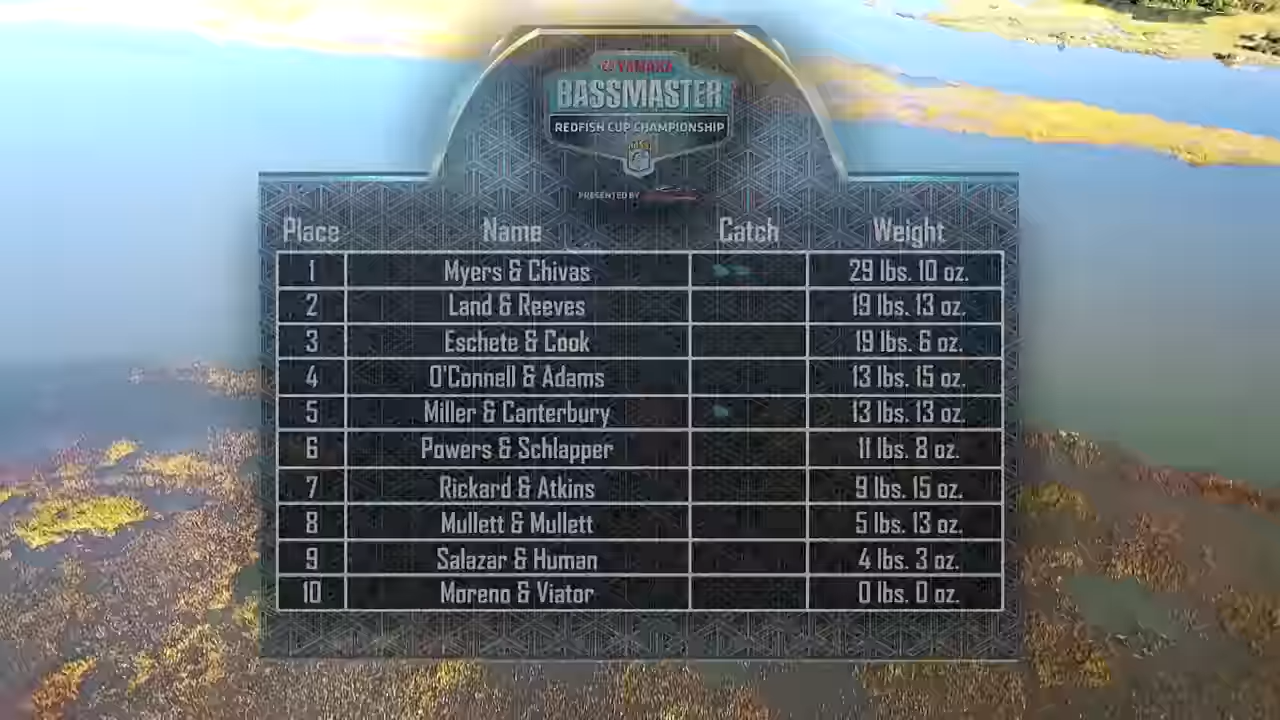 YAMAHA
BASSMASTER
REDFISH CUP CHAMPIONSHIP
PRESENTED BY
Place Name Catch Weight
1 Myers & Chivas 29 lbs. 10 oz.
2 Land & Reeves 19 lbs. 13 oz.
3 Eschete & Cook 19 lbs. 6 oz.
4 O'Connell & Adams 13 lbs. 15 oz.
5 Miller & Canterbury 13 lbs. 13 oz.
6 Powers & Schlapper 11 lbs. 8 oz.
7 Rickard & Atkins 9 lbs. 15 oz.
8 Mullett & Mullett 5 lbs. 13 oz.
9 Salazar & Human 4 lbs. 3 oz.
10 Moreno & Viator 0 lbs. 0 oz.